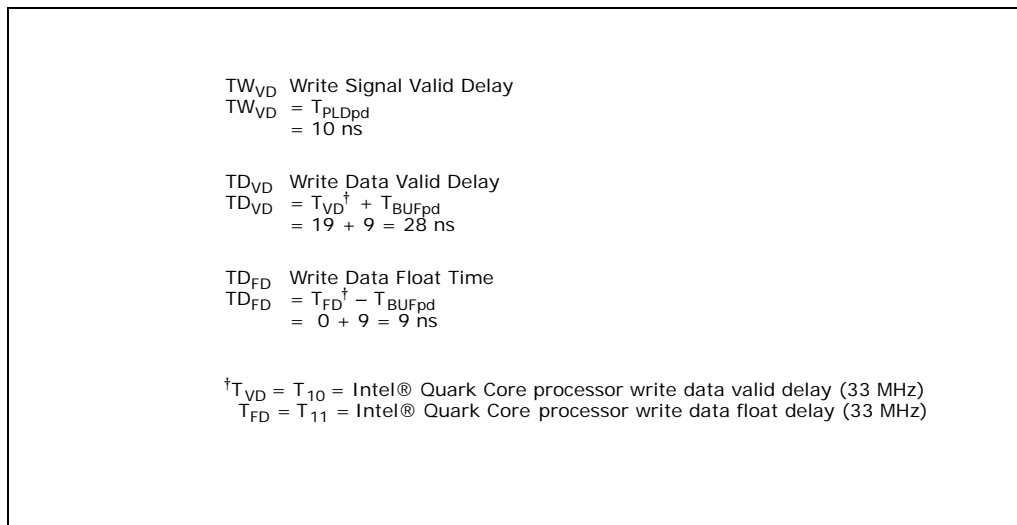 TWVD Write Signal Valid Delay
TWVD = TPLDpd
= 10 ns
TDVD Write Data Valid Delay
TDVD = TVD† + TBUFpd
= 19 + 9 = 28 ns
TDFD Write Data Float Time
TDFD = TFD† – TBUFpd
= 0 + 9 = 9 ns
†TVD = T10 = Intel® Quark Core processor write data valid delay (33 MHz)
TFD = T11 = Intel® Quark Core processor write data float delay (33 MHz)